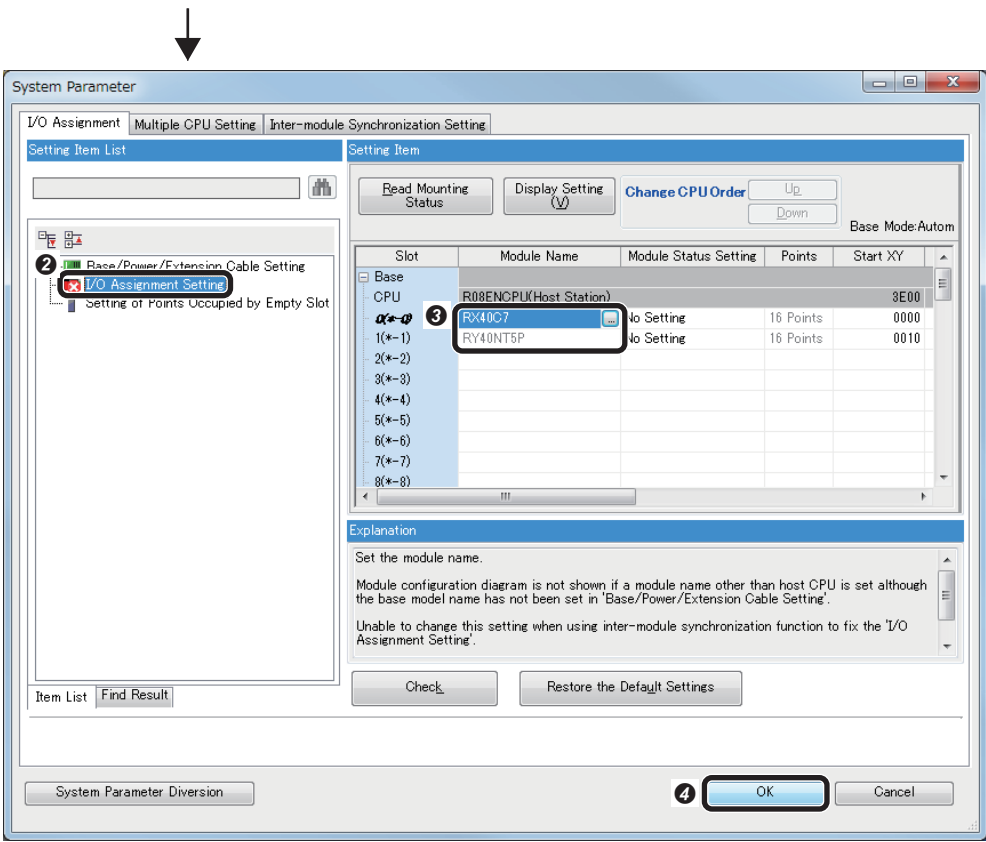 System Parameter
I/O Assignment Multiple CPU Setting Inter-module Synchronization Setting
Setting Item List
Setting Item
Read Mounting Status
Display Setting (V)
Change CPU Order
Up
Down
Base Mode:Autom
❷ Base/Power/Extension Cable Setting
I/O Assignment Setting
Setting of Points Occupied by Empty Slot
Slot Module Name Module Status Setting Points Start XY
Base
CPU R08ENCPU(Host Station) 3E00
0(*-0) ❸ RX40C7 ... No Setting 16 Points 0000
1(*-1) RY40NT5P No Setting 16 Points 0010
2(*-2)
3(*-3)
4(*-4)
5(*-5)
6(*-6)
7(*-7)
8(*-8)
Explanation
Set the module name.
Module configuration diagram is not shown if a module name other than host CPU is set although
the base model name has not been set in 'Base/Power/Extension Cable Setting'.
Unable to change this setting when using inter-module synchronization function to fix the 'I/O
Assignment Setting'.
Item List Find Result
Check Restore the Default Settings
System Parameter Diversion ❹ OK Cancel